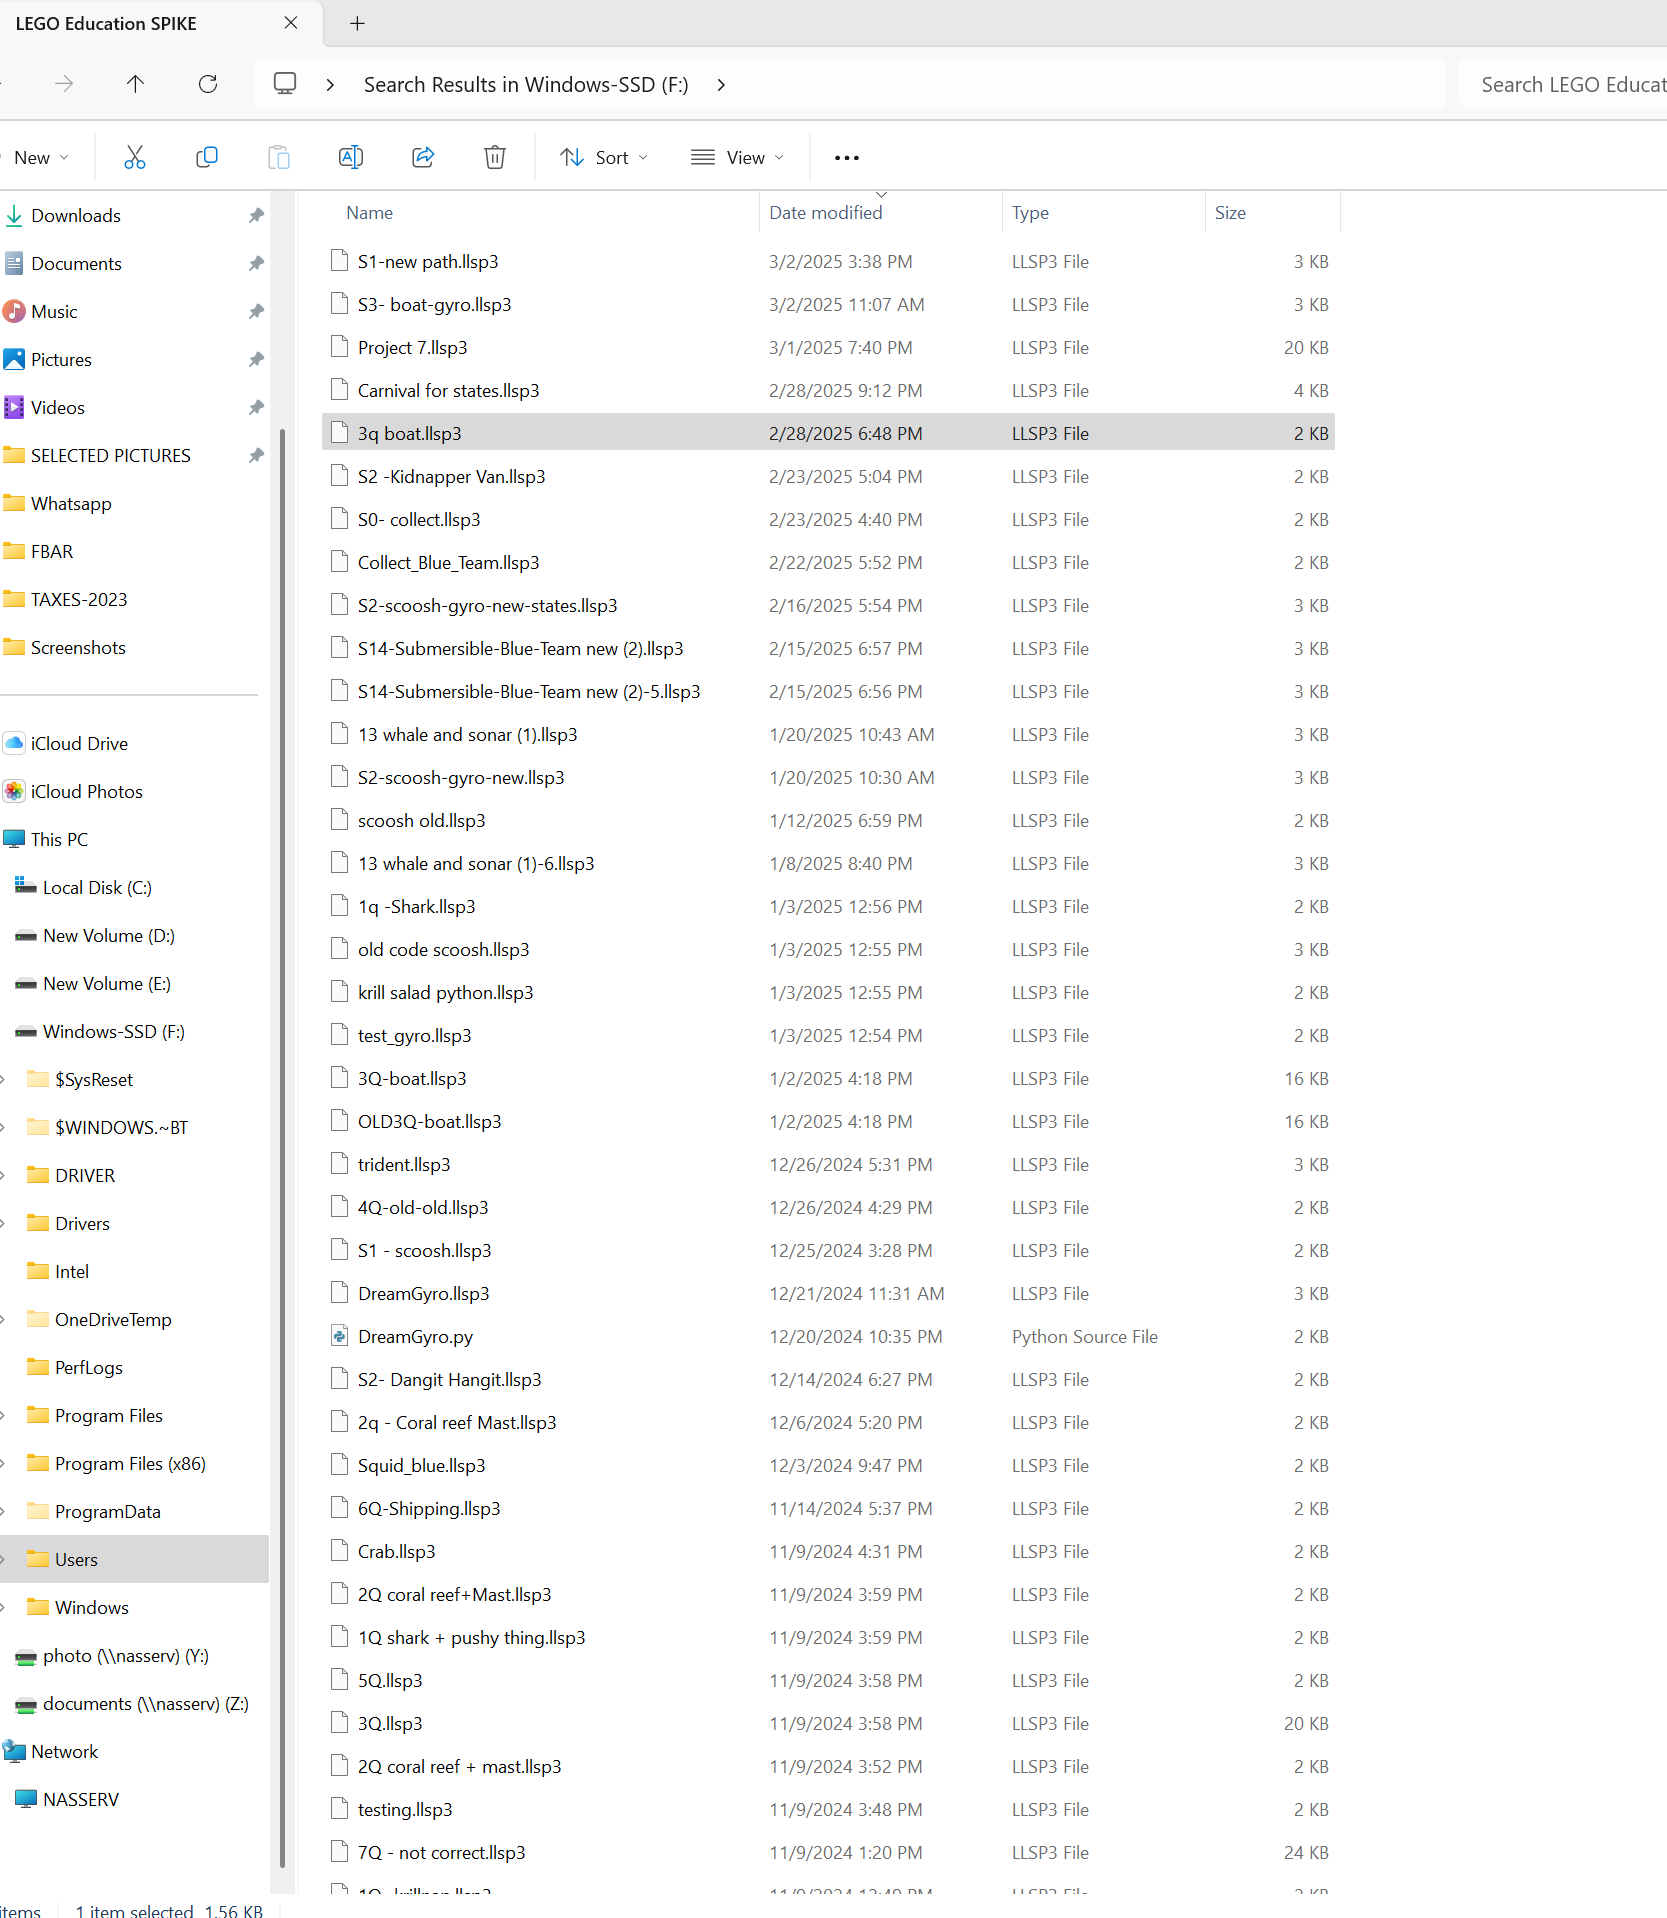 LEGO Education SPIKE
Search Results in Windows-SSD (F:)
Search LEGO Educat
New
Sort
View
Name Date modified Type Size
Downloads
Documents
Music
Pictures
Videos
SELECTED PICTURES
Whatsapp
FBAR
TAXES-2023
Screenshots
iCloud Drive
iCloud Photos
This PC
Local Disk (C:)
New Volume (D:)
New Volume (E:)
Windows-SSD (F:)
$SysReset
$WINDOWS.~BT
DRIVER
Drivers
Intel
OneDriveTemp
PerfLogs
Program Files
Program Files (x86)
ProgramData
Users
Windows
photo (\\nasserv) (Y:)
documents (\\nasserv) (Z:)
Network
NASSERV
S1-new path.llsp3 3/2/2025 3:38 PM LLSP3 File 3 KB
S3- boat-gyro.llsp3 3/2/2025 11:07 AM LLSP3 File 3 KB
Project 7.llsp3 3/1/2025 7:40 PM LLSP3 File 20 KB
Carnival for states.llsp3 2/28/2025 9:12 PM LLSP3 File 4 KB
3q boat.llsp3 2/28/2025 6:48 PM LLSP3 File 2 KB
S2 -Kidnapper Van.llsp3 2/23/2025 5:04 PM LLSP3 File 2 KB
S0- collect.llsp3 2/23/2025 4:40 PM LLSP3 File 2 KB
Collect_Blue_Team.llsp3 2/22/2025 5:52 PM LLSP3 File 2 KB
S2-scoosh-gyro-new-states.llsp3 2/16/2025 5:54 PM LLSP3 File 3 KB
S14-Submersible-Blue-Team new (2).llsp3 2/15/2025 6:57 PM LLSP3 File 3 KB
S14-Submersible-Blue-Team new (2)-5.llsp3 2/15/2025 6:56 PM LLSP3 File 3 KB
13 whale and sonar (1).llsp3 1/20/2025 10:43 AM LLSP3 File 3 KB
S2-scoosh-gyro-new.llsp3 1/20/2025 10:30 AM LLSP3 File 3 KB
scoosh old.llsp3 1/12/2025 6:59 PM LLSP3 File 2 KB
13 whale and sonar (1)-6.llsp3 1/8/2025 8:40 PM LLSP3 File 3 KB
1q -Shark.llsp3 1/3/2025 12:56 PM LLSP3 File 2 KB
old code scoosh.llsp3 1/3/2025 12:55 PM LLSP3 File 3 KB
krill salad python.llsp3 1/3/2025 12:55 PM LLSP3 File 2 KB
test_gyro.llsp3 1/3/2025 12:54 PM LLSP3 File 2 KB
3Q-boat.llsp3 1/2/2025 4:18 PM LLSP3 File 16 KB
OLD3Q-boat.llsp3 1/2/2025 4:18 PM LLSP3 File 16 KB
trident.llsp3 12/26/2024 5:31 PM LLSP3 File 3 KB
4Q-old-old.llsp3 12/26/2024 4:29 PM LLSP3 File 2 KB
S1 - scoosh.llsp3 12/25/2024 3:28 PM LLSP3 File 2 KB
DreamGyro.llsp3 12/21/2024 11:31 AM LLSP3 File 3 KB
DreamGyro.py 12/20/2024 10:35 PM Python Source File 2 KB
S2- Dangit Hangit.llsp3 12/14/2024 6:27 PM LLSP3 File 2 KB
2q - Coral reef Mast.llsp3 12/6/2024 5:20 PM LLSP3 File 2 KB
Squid_blue.llsp3 12/3/2024 9:47 PM LLSP3 File 2 KB
6Q-Shipping.llsp3 11/14/2024 5:37 PM LLSP3 File 2 KB
Crab.llsp3 11/9/2024 4:31 PM LLSP3 File 2 KB
2Q coral reef+Mast.llsp3 11/9/2024 3:59 PM LLSP3 File 2 KB
1Q shark + pushy thing.llsp3 11/9/2024 3:59 PM LLSP3 File 2 KB
5Q.llsp3 11/9/2024 3:58 PM LLSP3 File 2 KB
3Q.llsp3 11/9/2024 3:58 PM LLSP3 File 20 KB
2Q coral reef + mast.llsp3 11/9/2024 3:52 PM LLSP3 File 2 KB
testing.llsp3 11/9/2024 3:48 PM LLSP3 File 2 KB
7Q - not correct.llsp3 11/9/2024 1:20 PM LLSP3 File 24 KB
items 1 item selected 1.56 KB